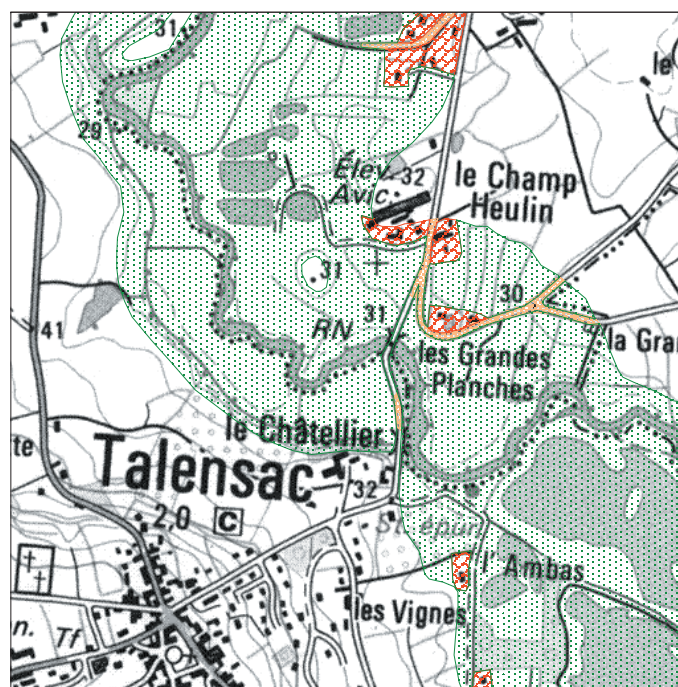 31
le
29
Élev.
Avic.
32
le Champ
Heulin
31
30
RN
31
41
les Grandes
Planches
la Gra
le Châtellier
te
Talensac
32
2,0
C
St épur
l'Ambas
les Vignes
n.
Tf